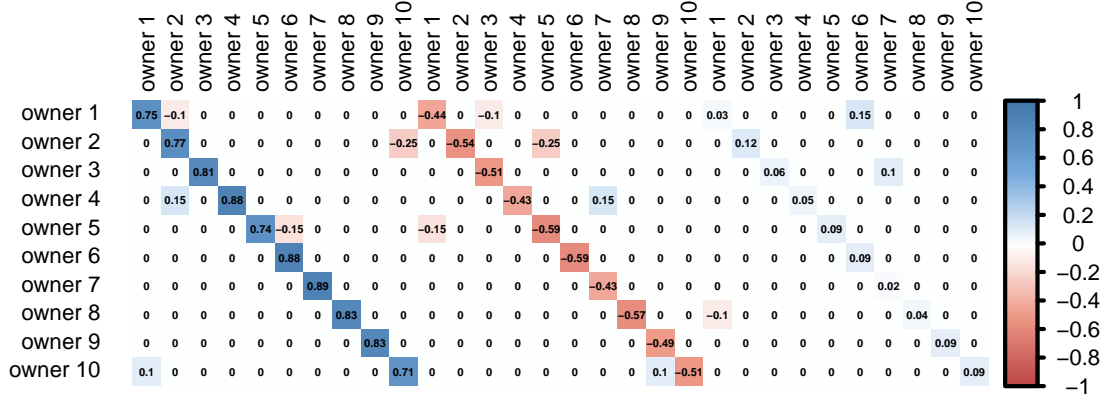 owner 1 owner 2 owner 3 owner 4 owner 5 owner 6 owner 7 owner 8 owner 9 owner 10 owner 1 owner 2 owner 3 owner 4 owner 5 owner 6 owner 7 owner 8 owner 9 owner 10 owner 1 owner 2 owner 3 owner 4 owner 5 owner 6 owner 7 owner 8 owner 9 owner 10
owner 1 0.75 −0.1 0 0 0 0 0 0 0 0 −0.44 0 −0.1 0 0 0 0 0 0 0 0.03 0 0 0 0 0.15 0 0 0 0
owner 2 0 0.77 0 0 0 0 0 0 0 −0.25 0 −0.54 0 0 −0.25 0 0 0 0 0 0 0.12 0 0 0 0 0 0 0 0
owner 3 0 0 0.81 0 0 0 0 0 0 0 0 0 −0.51 0 0 0 0 0 0 0 0 0 0.06 0 0 0 0.1 0 0 0
owner 4 0 0.15 0 0.88 0 0 0 0 0 0 0 0 0 −0.43 0 0 0.15 0 0 0 0 0 0 0.05 0 0 0 0 0 0
owner 5 0 0 0 0 0.74 −0.15 0 0 0 0 −0.15 0 0 0 −0.59 0 0 0 0 0 0 0 0 0 0.09 0 0 0 0 0
owner 6 0 0 0 0 0 0.88 0 0 0 0 0 0 0 0 0 −0.59 0 0 0 0 0 0 0 0 0 0.09 0 0 0 0
owner 7 0 0 0 0 0 0 0.89 0 0 0 0 0 0 0 0 0 −0.43 0 0 0 0 0 0 0 0 0 0.02 0 0 0
owner 8 0 0 0 0 0 0 0 0.83 0 0 0 0 0 0 0 0 0 −0.57 0 0 −0.1 0 0 0 0 0 0 0.04 0 0
owner 9 0 0 0 0 0 0 0 0 0.83 0 0 0 0 0 0 0 0 0 −0.49 0 0 0 0 0 0 0 0 0 0.09 0
owner 10 0.1 0 0 0 0 0 0 0 0 0.71 0 0 0 0 0 0 0 0 0.1 −0.51 0 0 0 0 0 0 0 0 0 0.09
1
0.8
0.6
0.4
0.2
0
−0.2
−0.4
−0.6
−0.8
−1